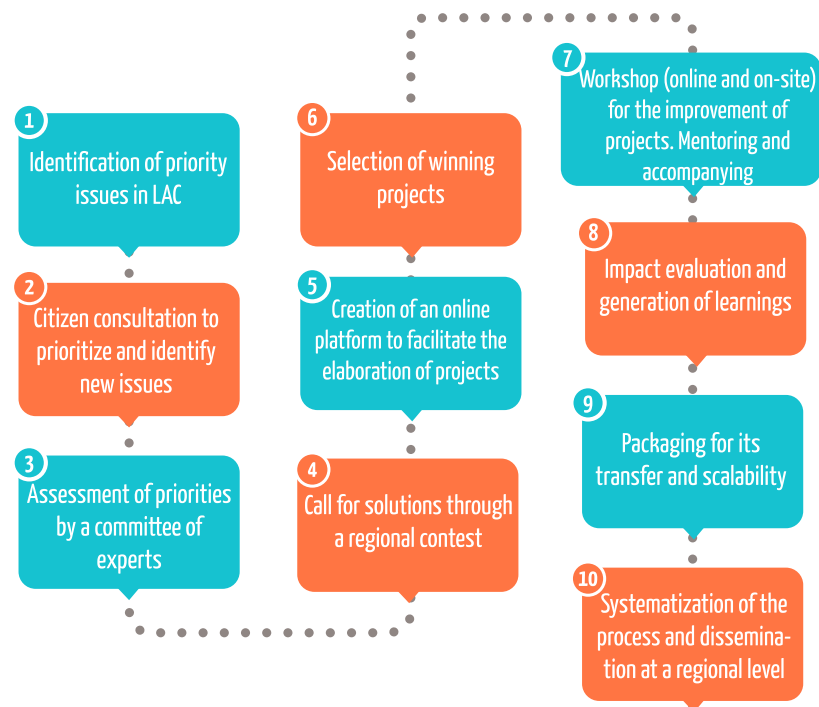 1
Identification of priority
issues in LAC
2
Citizen consultation to
prioritize and identify
new issues
3
Assessment of priorities
by a committee of
experts
4
Call for solutions through
a regional contest
5
Creation of an online
platform to facilitate the
elaboration of projects
6
Selection of winning
projects
7
Workshop (online and on-site)
for the improvement of
projects. Mentoring and
accompanying
8
Impact evaluation and
generation of learnings
9
Packaging for its
transfer and scalability
10
Systematization of the
process and dissemina-
tion at a regional level